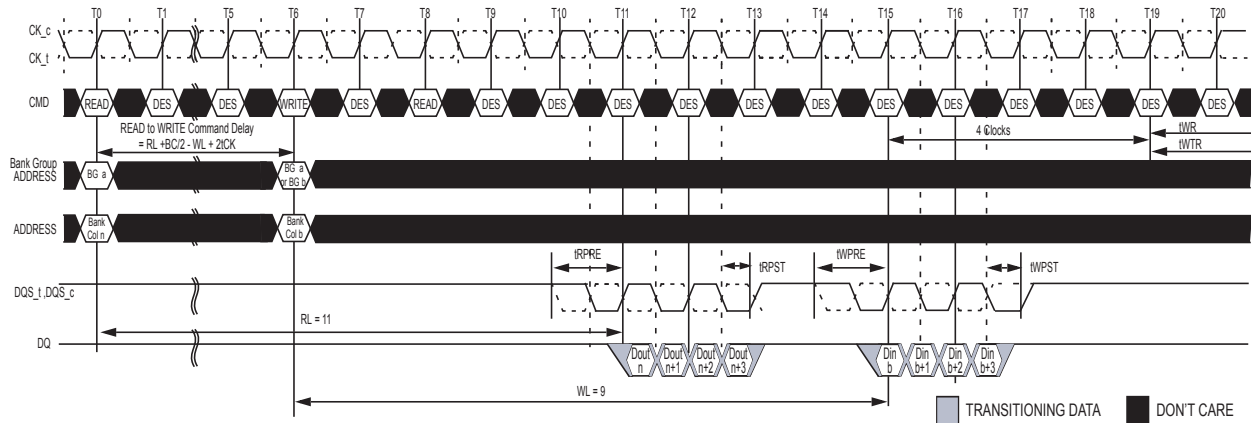 T0 T1 T5 T6 T7 T8 T9 T10 T11 T12 T13 T14 T15 T16 T17 T18 T19 T20
CK_c
CK_t
CMD READ DES DES WRITE DES READ DES DES DES DES DES DES DES DES DES DES DES DES
READ to WRITE Command Delay
= RL +BC/2 - WL + 2tCK
4 Clocks
tWR
tWTR
Bank Group
ADDRESS
BG a
BG a
or BG b
ADDRESS
Bank
Col n
Bank
Col b
tRPRE tRPST tWPRE tWPST
DQS_t ,DQS_c
RL = 11
DQ
Dout
n
Dout
n+1
Dout
n+2
Dout
n+3
Din
b
Din
b+1
Din
b+2
Din
b+3
WL = 9
TRANSITIONING DATA DON'T CARE